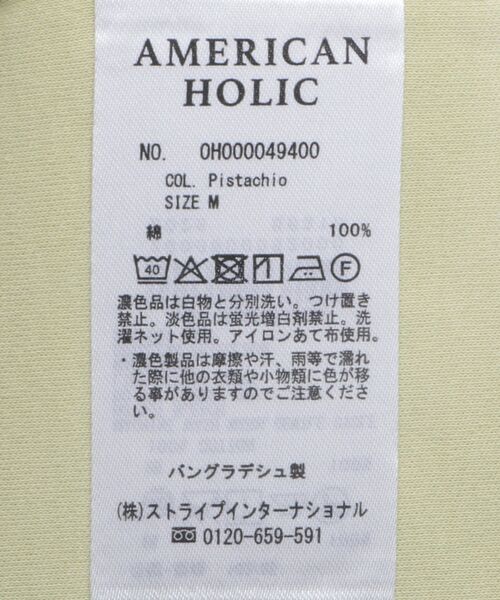 AMERICAN
HOLIC
NO. OH000049400
COL. Pistachio
SIZE M
綿 100%
40 F
濃色品は白物と分別洗い。つけ置き
禁止。淡色品は蛍光増白剤禁止。洗
濯ネット使用。アイロンあて布使用。
・濃色製品は摩擦や汗、雨等で濡れ
た際に他の衣類や小物類に色が移
る事がありますのでご注意くださ
い。
バングラデシュ製
(株)ストライプインターナショナル
0120-659-591